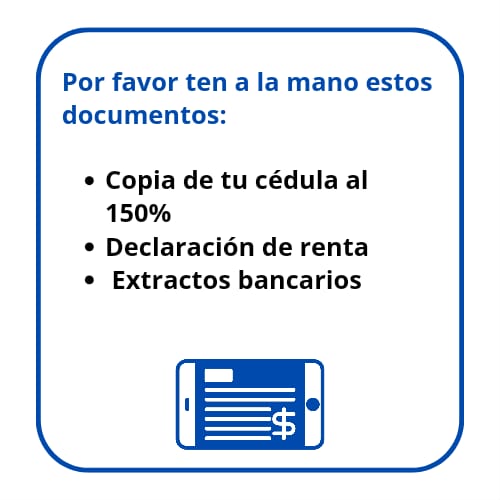 Por favor ten a la mano estos
documentos:
• Copia de tu cédula al
150%
• Declaración de renta
• Extractos bancarios
$